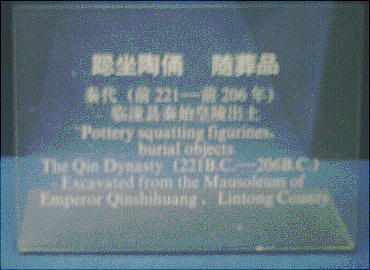 跽坐陶俑 随葬品
秦代（前221—前206年）
临潼县秦始皇陵出土
Pottery squatting figurines,
burial objects
The Qin Dynasty (221B.C.—206B.C.)
Excavated from the Mausoleum of
Emperor Qinshihuang , Lintong County